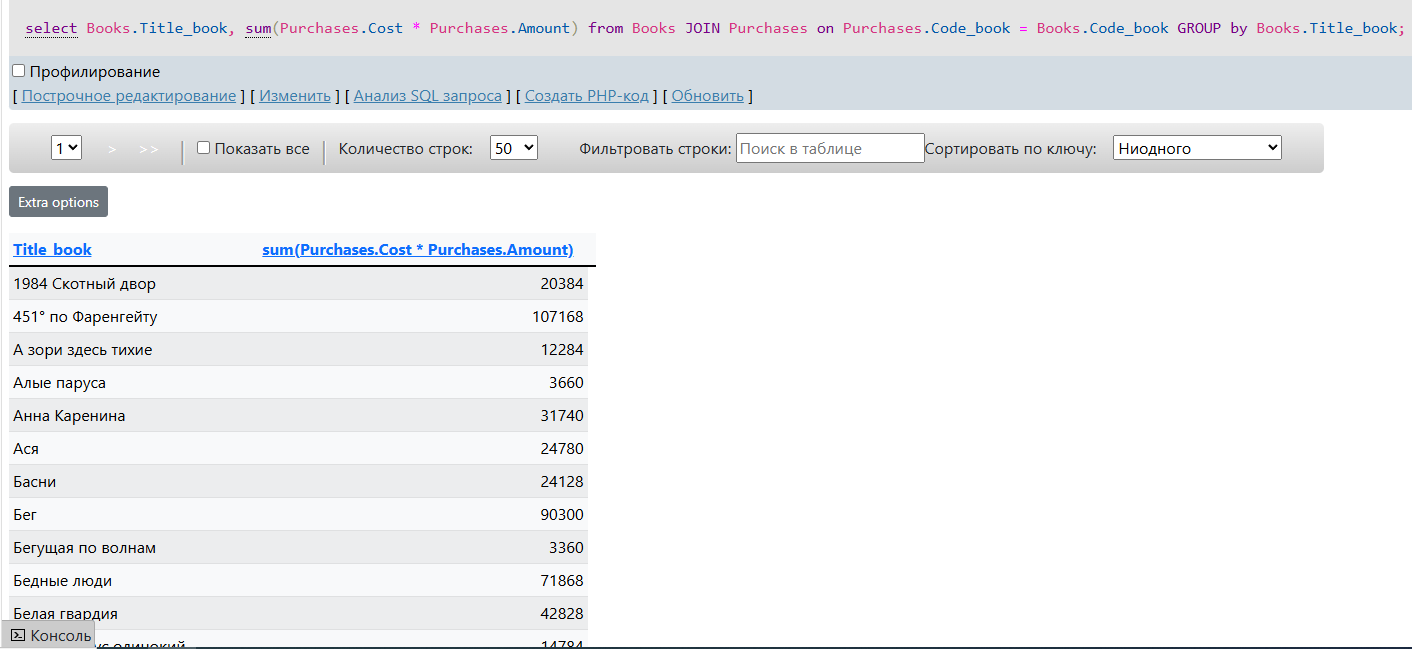 select Books.Title_book, sum(Purchases.Cost * Purchases.Amount) from Books JOIN Purchases on Purchases.Code_book = Books.Code_book GROUP by Books.Title_book;
Профилирование
[ Построчное редактирование ] [ Изменить ] [ Анализ SQL запроса ] [ Создать PHP-код ] [ Обновить ]
1 > >> Показать все Количество строк: 50 Фильтровать строки: Поиск в таблице Сортировать по ключу: Ниодного
Extra options
Title_book sum(Purchases.Cost * Purchases.Amount)
1984 Скотный двор 20384
451° по Фаренгейту 107168
А зори здесь тихие 12284
Алые паруса 3660
Анна Каренина 31740
Ася 24780
Басни 24128
Бег 90300
Бегущая по волнам 3360
Бедные люди 71868
Белая гвардия 42828
Консоль одинокий 14784